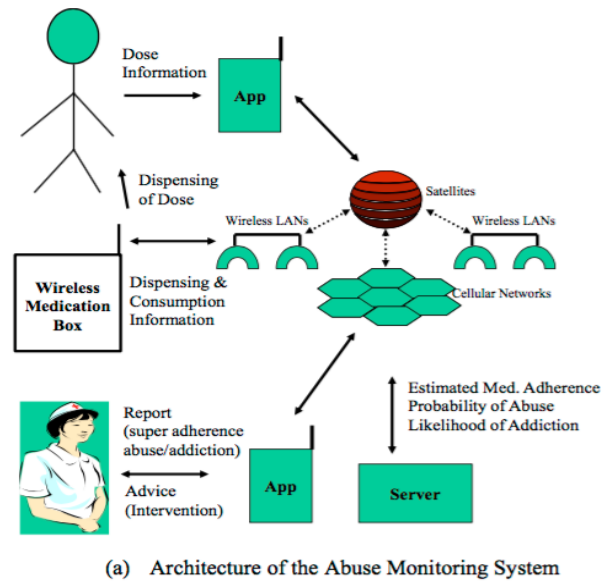 Dose
Information
App
Dispensing
of Dose
Satellites
Wireless LANs
Wireless LANs
Wireless
Medication
Box
Dispensing &
Consumption
Information
Cellular Networks
Report
(super adherence
abuse/addiction)
Advice
(Intervention)
App
Estimated Med. Adherence
Probability of Abuse
Likelihood of Addiction
Server
(a) Architecture of the Abuse Monitoring System